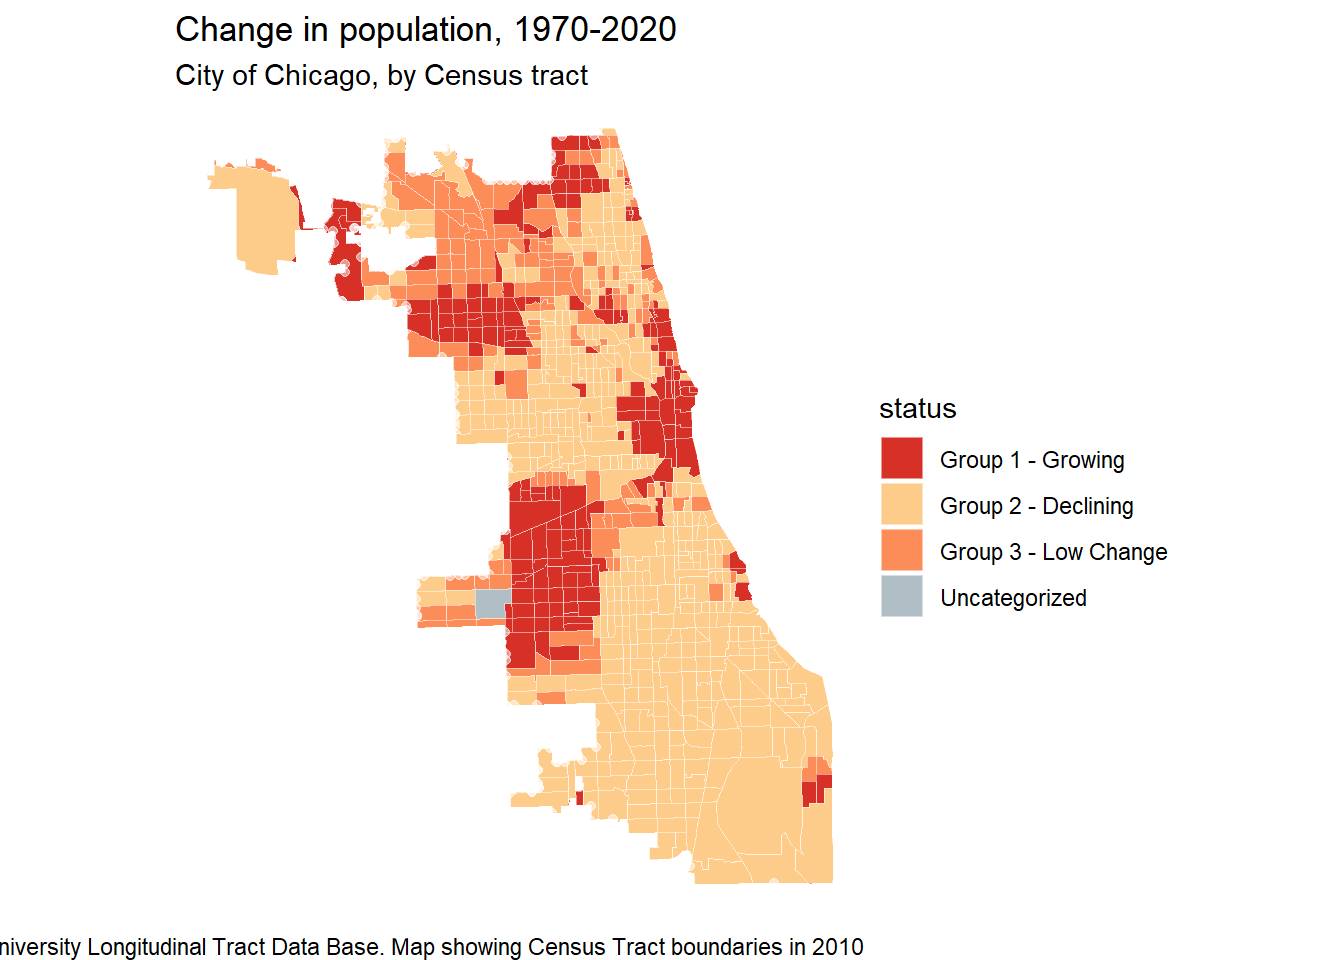 Change in population, 1970-2020
City of Chicago, by Census tract
status
Group 1 - Growing
Group 2 - Declining
Group 3 - Low Change
Uncategorized
Longitudinal Tract Data Base. Map showing Census Tract boundaries in 2010